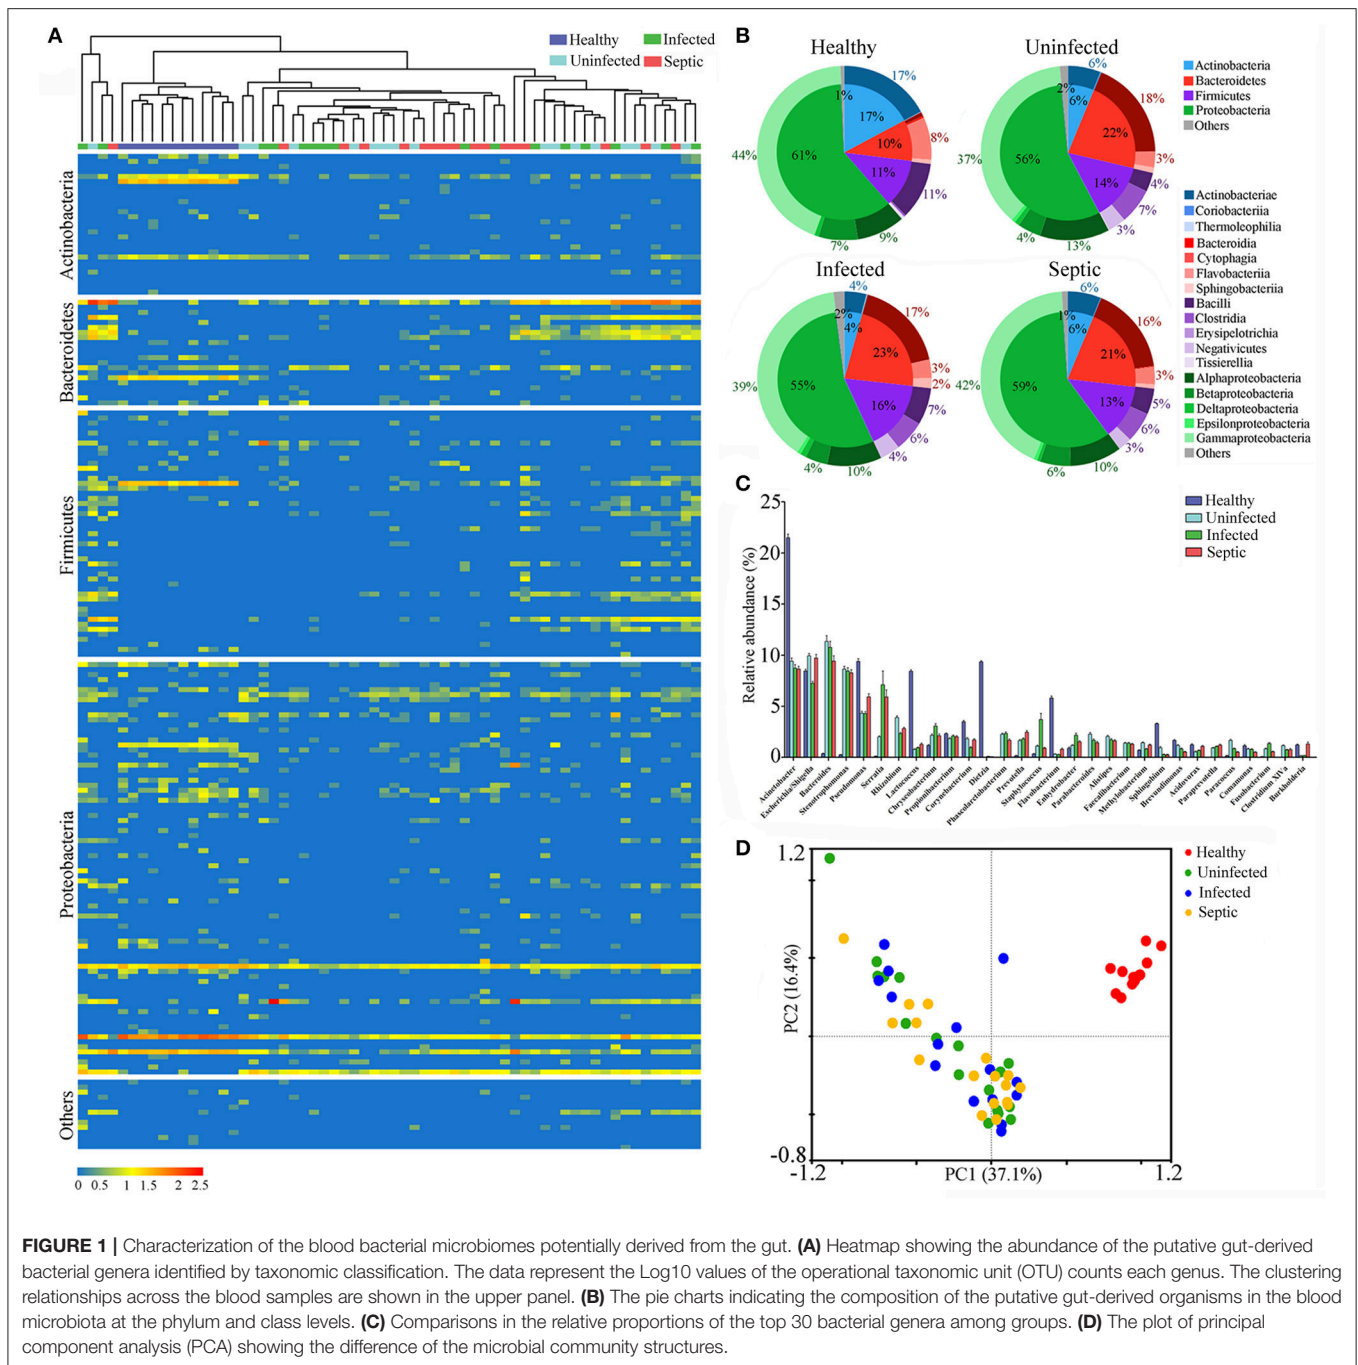 A
Healthy
Infected
Uninfected
Septic
Actinobacteria
Bacteroidetes
Firmicutes
Proteobacteria
Others
0 0.5 1 1.5 2 2.5
B
Healthy
17%
1%
17%
8%
10%
44%
61%
11%
11%
7%
9%
Uninfected
6%
2%
6%
18%
22%
37%
56%
3%
14%
4%
7%
3%
4%
13%
Infected
4%
2%
4%
17%
23%
39%
55%
3%
2%
16%
7%
6%
4%
4%
10%
Septic
6%
1%
6%
16%
21%
42%
59%
3%
13%
5%
6%
3%
6%
10%
Actinobacteria
Bacteroidetes
Firmicutes
Proteobacteria
Others
Actinobacteriae
Coriobacteriia
Thermoleophilia
Bacteroidia
Cytophagia
Flavobacteriia
Sphingobacteriia
Bacilli
Clostridia
Erysipelotrichia
Negativicutes
Tissierellia
Alphaproteobacteria
Betaproteobacteria
Deltaproteobacteria
Epsilonproteobacteria
Gammaproteobacteria
Others
C
Healthy
Uninfected
Infected
Septic
Relative abundance (%)
25
20
15
10
5
0
Acinetobacter
Escherichia/Shigella
Bacteroides
Stenotrophomonas
Pseudomonas
Serratia
Rhizobium
Lactococcus
Chryseobacterium
Propionibacterium
Corynebacterium
Dietzia
Phascolarctobacterium
Prevotella
Staphylococcus
Flavobacterium
Enhydrobacter
Parabacteroides
Alistipes
Faecalibacterium
Methylobacterium
Sphingobium
Brevundimonas
Acidovorax
Paraprevotella
Paracoccus
Comamonas
Fusobacterium
Clostridium XIVa
Burkholderia
D
Healthy
Uninfected
Infected
Septic
1.2
PC2 (16.4%)
-0.8
-1.2
PC1 (37.1%)
1.2
FIGURE 1 | Characterization of the blood bacterial microbiomes potentially derived from the gut. (A) Heatmap showing the abundance of the putative gut-derived
bacterial genera identified by taxonomic classification. The data represent the Log10 values of the operational taxonomic unit (OTU) counts each genus. The clustering
relationships across the blood samples are shown in the upper panel. (B) The pie charts indicating the composition of the putative gut-derived organisms in the blood
microbiota at the phylum and class levels. (C) Comparisons in the relative proportions of the top 30 bacterial genera among groups. (D) The plot of principal
component analysis (PCA) showing the difference of the microbial community structures.